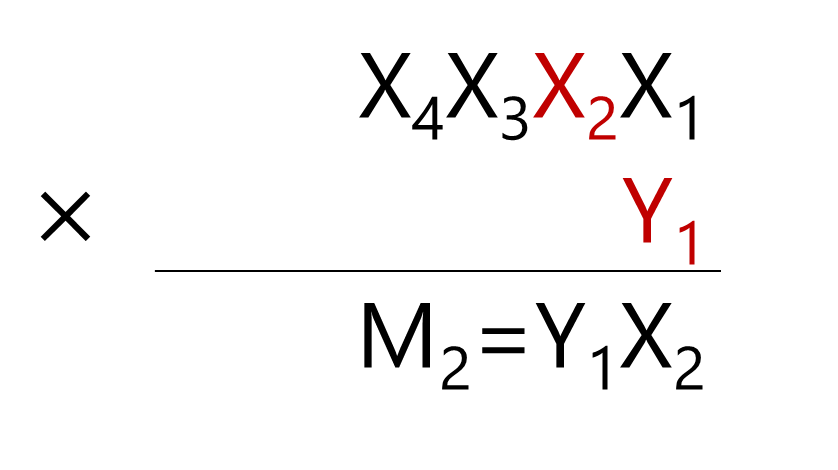 X₄X₃X₂X₁
× Y₁
M₂=Y₁X₂